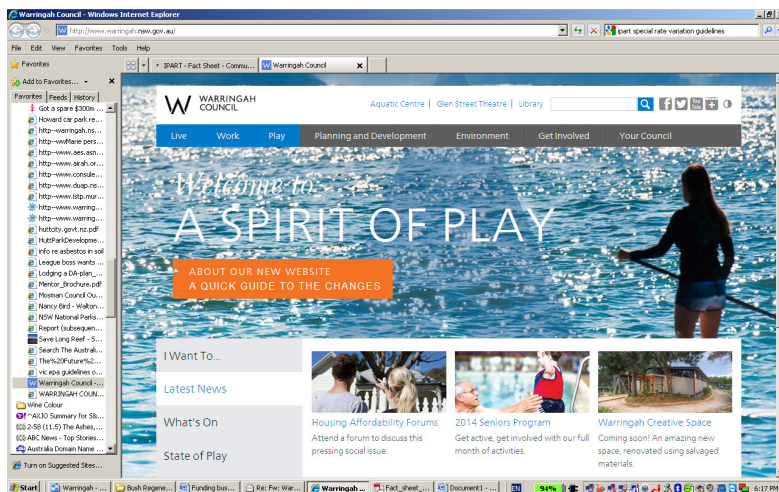 Warringah Council - Windows Internet Explorer
http://www.warringah.nsw.gov.au/
ipart special rate variation guidelines
File Edit View Favorites Tools Help
Favorites
IPART - Fact Sheet - Commu...
Warringah Council
Add to Favorites...
Favorites Feeds History
Got a spare $300m ...
Howard car park re...
http--warringah.ns...
http--wwMarie pers...
http--www.aes.asn...
http--www.airah.or...
http--www.consule...
http--www.duap.ns...
http--www.istp.mur...
http--www.warring...
http--www.warring...
huttcity.govt.nz.pdf
HuttParkDevelopme...
info re asbestos in soil
League boss wants ...
Lodging a DA-plan_...
Mentor_Brochure.pdf
Mosman Council Ou...
Nancy Bird - Walton...
NSW National Parks...
Report (subsequen...
Save Long Reef - S...
Search The Australi...
The%20Future%2...
vic epa guidelines o...
Warringah Council -...
WARRINGAH COUN...
Wine Colour
^AXJO Summary for S&...
2-58 (11.5) The Ashes,...
ABC News - Top Stories...
Australia Domain Name ...
Turn on Suggested Sites...
WARRINGAH
COUNCIL
Aquatic Centre | Glen Street Theatre | Library
You
Tube
Live Work Play Planning and Development Environment Get Involved Your Council
Welcome to
A SPIRIT OF PLAY
ABOUT OUR NEW WEBSITE
A QUICK GUIDE TO THE CHANGES
I Want To...
Latest News
What's On
State of Play
Housing Affordability Forums
Attend a forum to discuss this
pressing social issue.
2014 Seniors Program
Get active, get involved with our full
month of activities.
Warringah Creative Space
Coming soon! An amazing new
space, renovated using salvaged
materials.
Start
Warringah - ...
Bush Regene...
Funding bus...
Re: Fw: War...
Warringah ...
Fact_sheet_...
Document1 - ...
EN
94%
6:17 PM